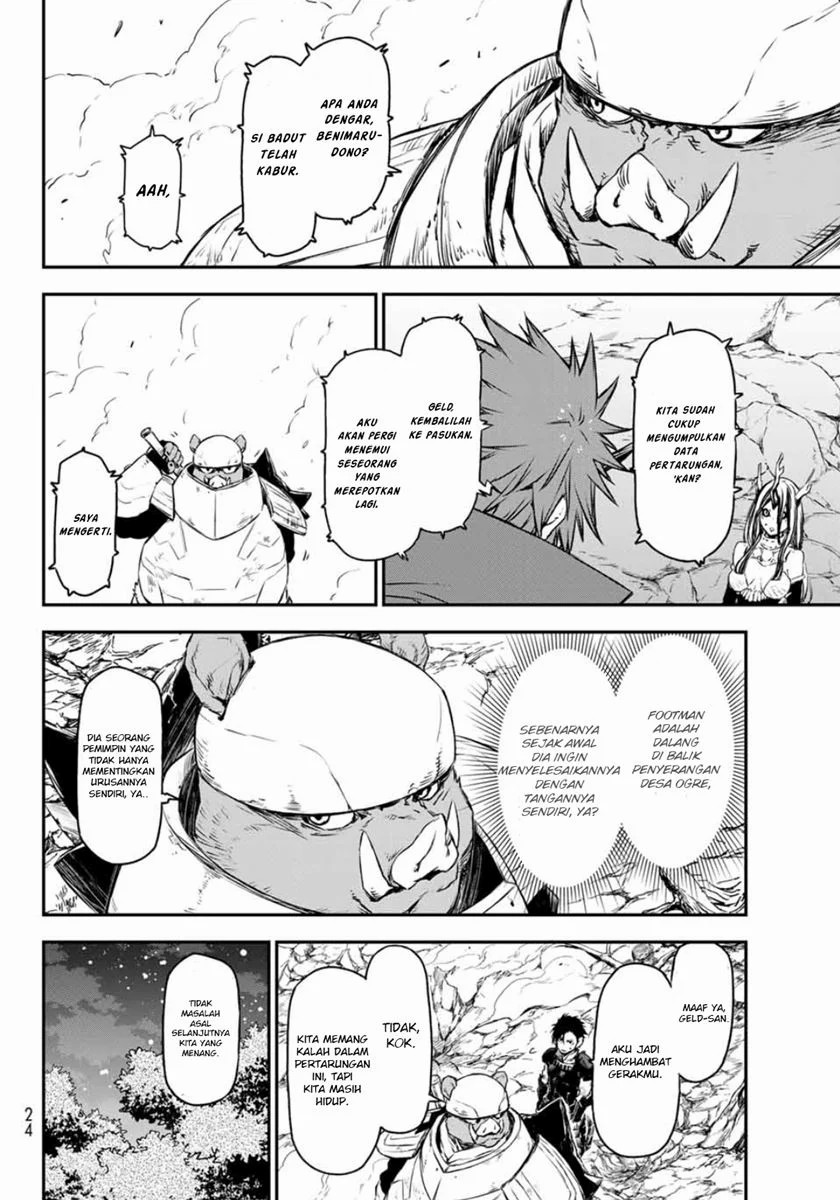 APA ANDA
DENGAR,
BENIMARU-
DONO?
SI BADUT
TELAH
KABUR.
AAH,
KITA SUDAH
CUKUP
MENGUMPULKAN
DATA
PERTARUNGAN,
'KAN?
GELD,
KEMBALILAH
KE PASUKAN.
AKU
AKAN PERGI
MENEMUI
SESEORANG
YANG
MEREPOTKAN
LAGI.
SAYA
MENGERTI.
FOOTMAN
ADALAH
DALANG
DI BALIK
PENYERANGAN
DESA OGRE,
SEBENARNYA
SEJAK AWAL
DIA INGIN
MENYELESAIKANNYA
DENGAN
TANGANNYA
SENDIRI, YA?
DIA SEORANG
PEMIMPIN YANG
TIDAK HANYA
MEMENTINGKAN
URUSANNYA
SENDIRI, YA..
MAAF YA,
GELD-SAN.
AKU JADI
MENGHAMBAT
GERAKMU.
TIDAK,
KOK.
KITA MEMANG
KALAH DALAM
PERTARUNGAN
INI, TAPI
KITA MASIH
HIDUP.
TIDAK
MASALAH
ASAL
SELANJUTNYA
KITA YANG
MENANG.
24